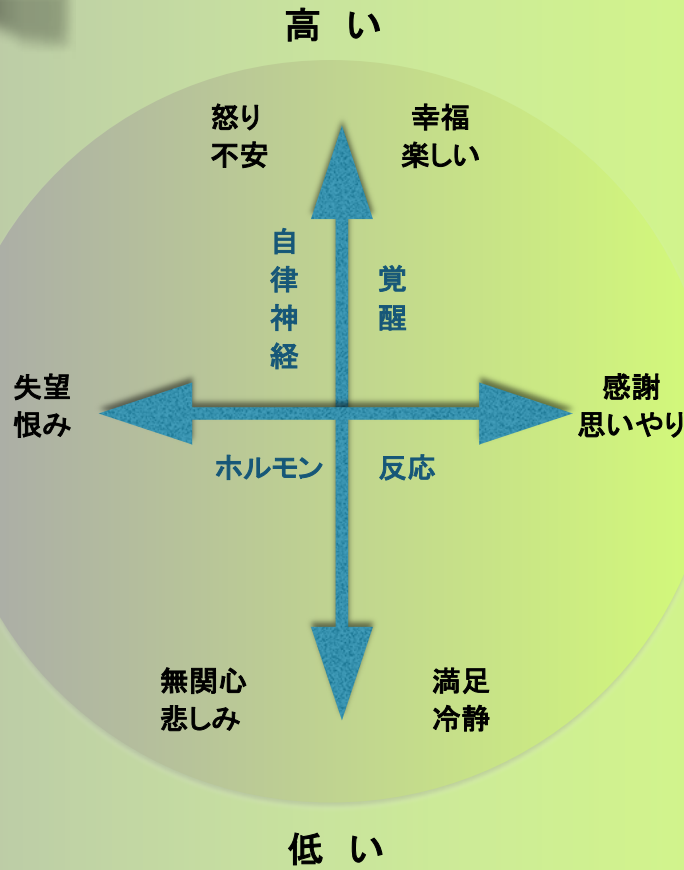 高い
怒り
不安
幸福
楽しい
自律神経
覚醒
失望
恨み
感謝
思いやり
ホルモン
反応
無関心
悲しみ
満足
冷静
低い